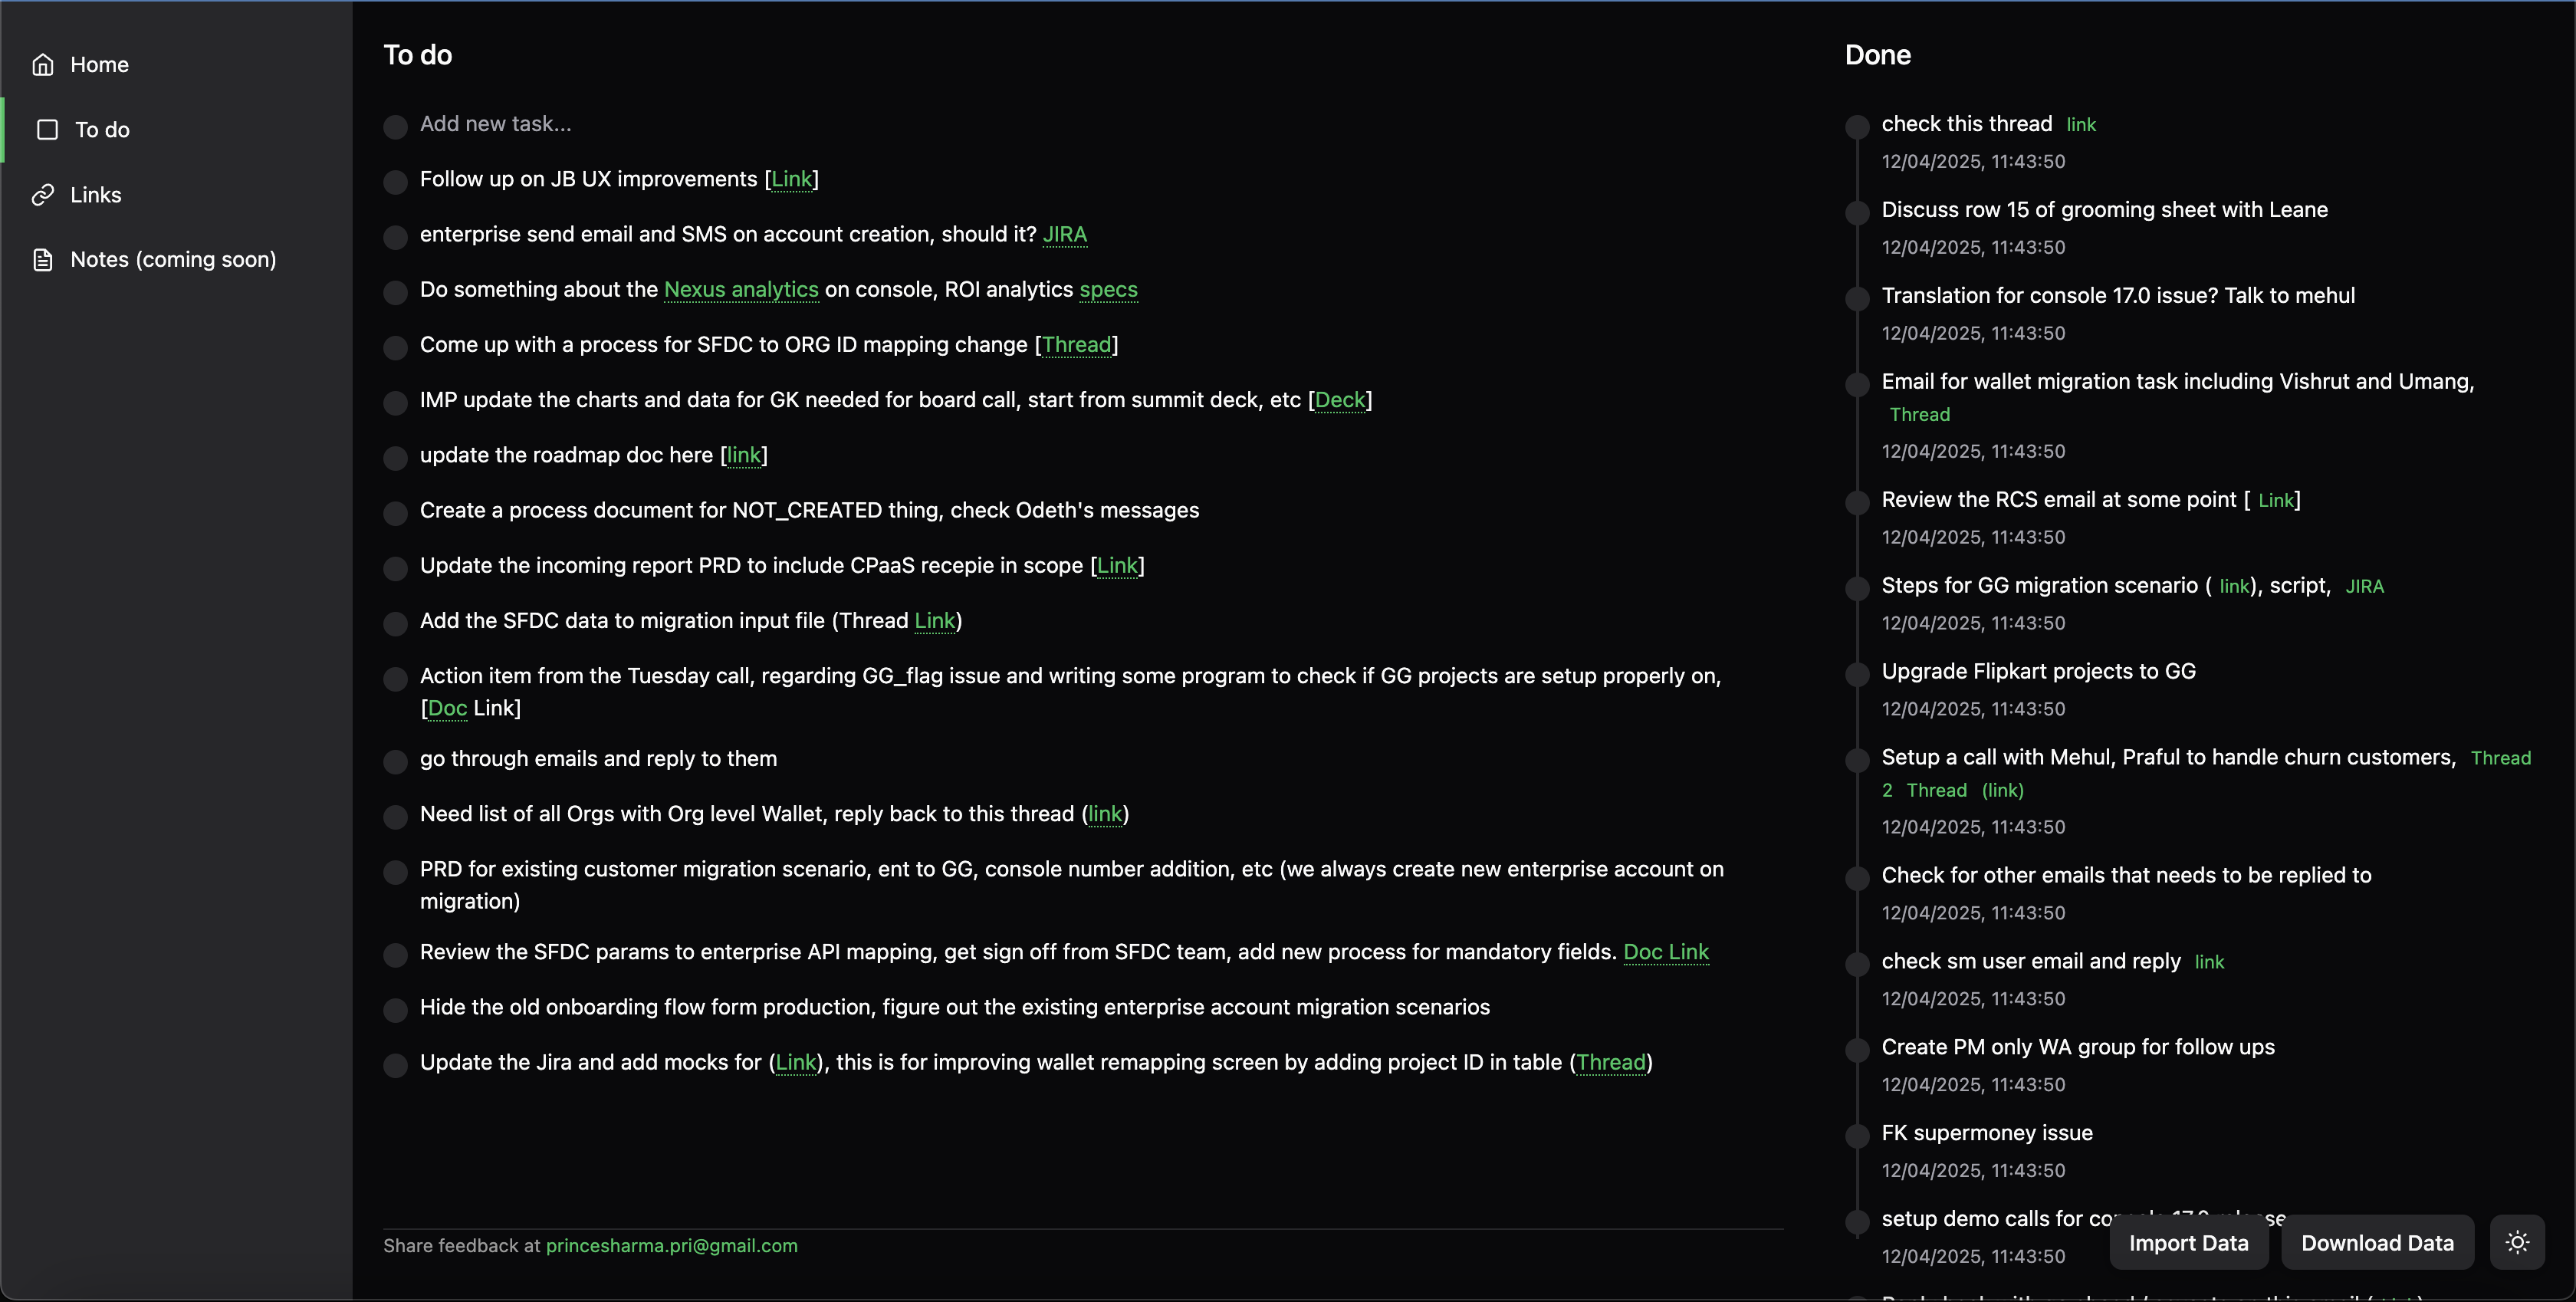 Home
To do
Links
Notes (coming soon)
To do
Add new task...
Follow up on JB UX improvements [Link]
enterprise send email and SMS on account creation, should it? JIRA
Do something about the Nexus analytics on console, ROI analytics specs
Come up with a process for SFDC to ORG ID mapping change [Thread]
IMP update the charts and data for GK needed for board call, start from summit deck, etc [Deck]
update the roadmap doc here [link]
Create a process document for NOT_CREATED thing, check Odeth's messages
Update the incoming report PRD to include CPaaS recepie in scope [Link]
Add the SFDC data to migration input file (Thread Link)
Action item from the Tuesday call, regarding GG_flag issue and writing some program to check if GG projects are setup properly on,
[Doc Link]
go through emails and reply to them
Need list of all Orgs with Org level Wallet, reply back to this thread (link)
PRD for existing customer migration scenario, ent to GG, console number addition, etc (we always create new enterprise account on
migration)
Review the SFDC params to enterprise API mapping, get sign off from SFDC team, add new process for mandatory fields. Doc Link
Hide the old onboarding flow form production, figure out the existing enterprise account migration scenarios
Update the Jira and add mocks for (Link), this is for improving wallet remapping screen by adding project ID in table (Thread)
Share feedback at princesharma.pri@gmail.com
Done
check this thread link
12/04/2025, 11:43:50
Discuss row 15 of grooming sheet with Leane
12/04/2025, 11:43:50
Translation for console 17.0 issue? Talk to mehul
12/04/2025, 11:43:50
Email for wallet migration task including Vishrut and Umang,
Thread
12/04/2025, 11:43:50
Review the RCS email at some point [ Link]
12/04/2025, 11:43:50
Steps for GG migration scenario ( link), script, JIRA
12/04/2025, 11:43:50
Upgrade Flipkart projects to GG
12/04/2025, 11:43:50
Setup a call with Mehul, Praful to handle churn customers, Thread
2 Thread (link)
12/04/2025, 11:43:50
Check for other emails that needs to be replied to
12/04/2025, 11:43:50
check sm user email and reply link
12/04/2025, 11:43:50
Create PM only WA group for follow ups
12/04/2025, 11:43:50
FK supermoney issue
12/04/2025, 11:43:50
setup demo calls for
12/04/2025, 11:43:50
Import Data
Download Data